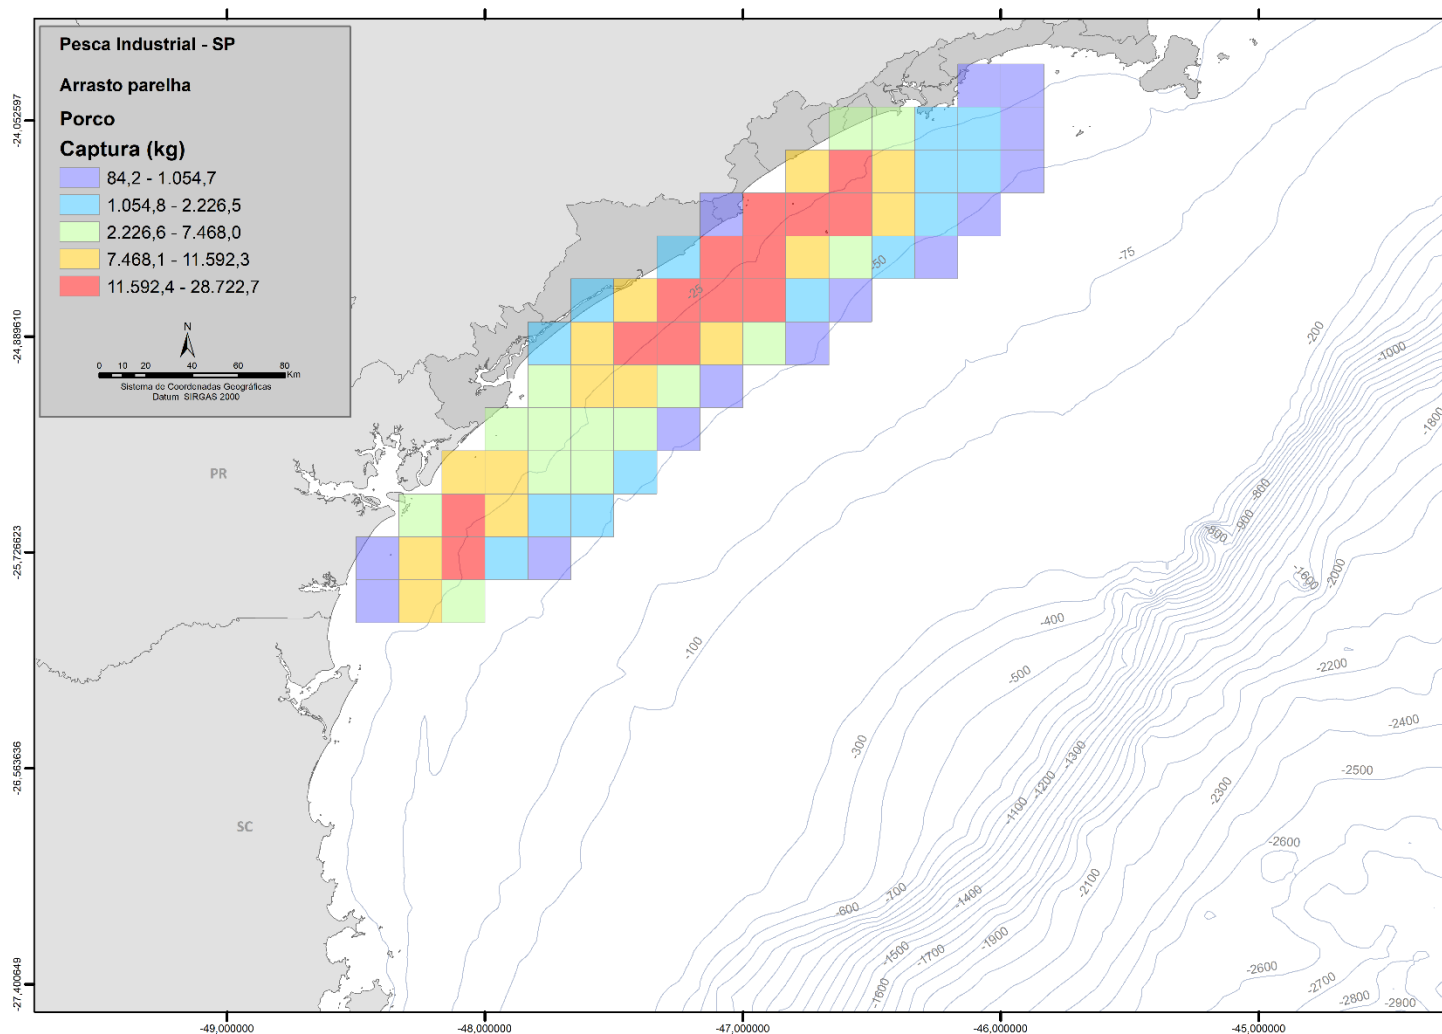 Pesca Industrial - SP
Arrasto parelha
Porco
Captura (kg)
84,2 - 1.054,7
1.054,8 - 2.226,5
2.226,6 - 7.468,0
7.468,1 - 11.592,3
11.592,4 - 28.722,7
N
0 10 20 40 60 80
Km
Sistema de Coordenadas Geográficas
Datum SIRGAS 2000
-24,052597
-24,889610
-25,726623
-26,563636
-27,400649
-49,000000
-48,000000
-47,000000
-46,000000
-45,000000
PR
SC
-25
-50
-75
-100
-200
-1000
-1800
-800
-900
-800
-1600
-2000
-400
-500
-300
-2200
-2400
-2500
-1300
-1200
-1100
-2300
-2600
-700
-600
-1400
-2100
-1500
-1700
-1900
-1600
-2600
-2700
-2800
-2900